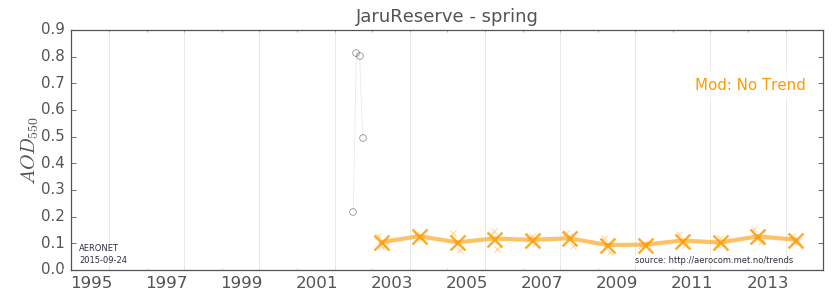 JaruReserve - spring
0.9
0.8
0.7
0.6
0.5
0.4
0.3
0.2
0.1
0.0
AOD550
Mod: No Trend
AERONET
2015-09-24
source: http://aerocom.met.no/trends
1995 1997 1999 2001 2003 2005 2007 2009 2011 2013